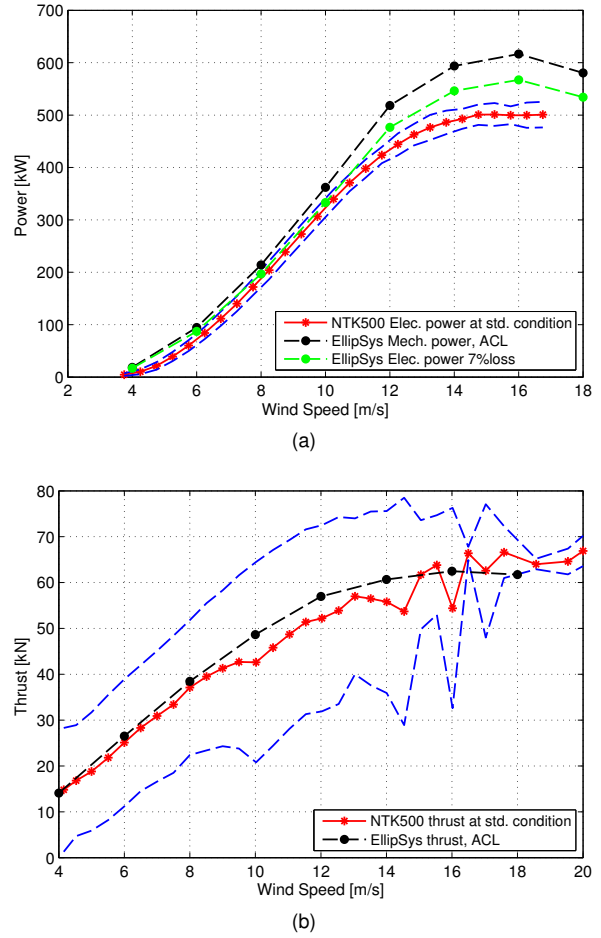 700
600
500
400
300
200
100
0
Power [kW]
NTK500 Elec. power at std. condition
EllipSys Mech. power, ACL
EllipSys Elec. power 7%loss
2 4 6 8 10 12 14 16 18
Wind Speed [m/s]
(a)
80
70
60
50
40
30
20
10
0
Thrust [kN]
NTK500 thrust at std. condition
EllipSys thrust, ACL
4 6 8 10 12 14 16 18 20
Wind Speed [m/s]
(b)